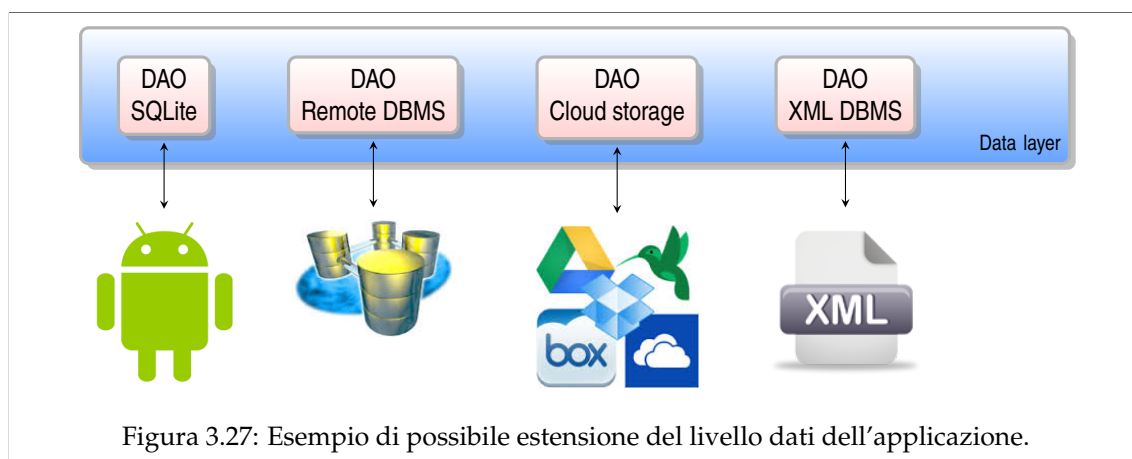 DAO
SQLite
DAO
Remote DBMS
DAO
Cloud storage
DAO
XML DBMS
Data layer
box
XML
Figura 3.27: Esempio di possibile estensione del livello dati dell'applicazione.